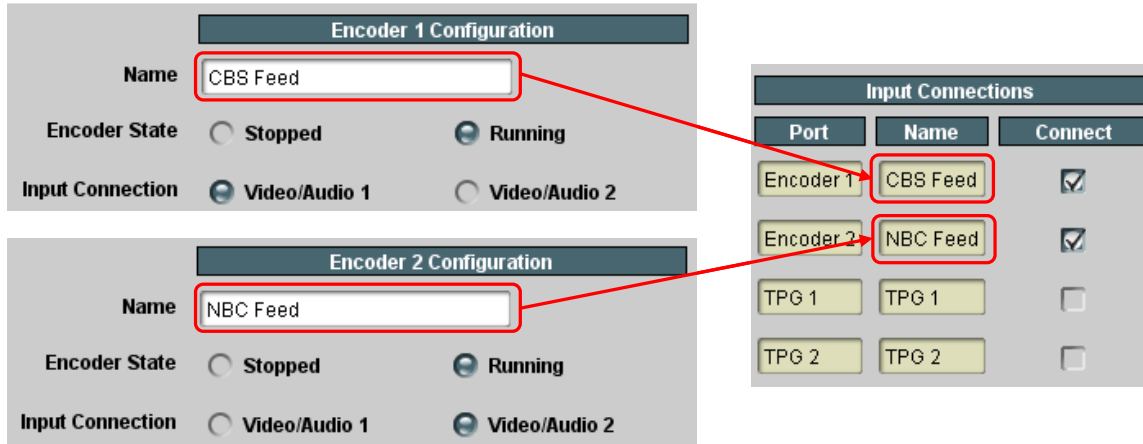 Encoder 1 Configuration
Name CBS Feed
Encoder State Stopped Running
Input Connection Video/Audio 1 Video/Audio 2
Encoder 2 Configuration
Name NBC Feed
Encoder State Stopped Running
Input Connection Video/Audio 1 Video/Audio 2
Input Connections
Port Name Connect
Encoder 1 CBS Feed
Encoder 2 NBC Feed
TPG 1 TPG 1
TPG 2 TPG 2